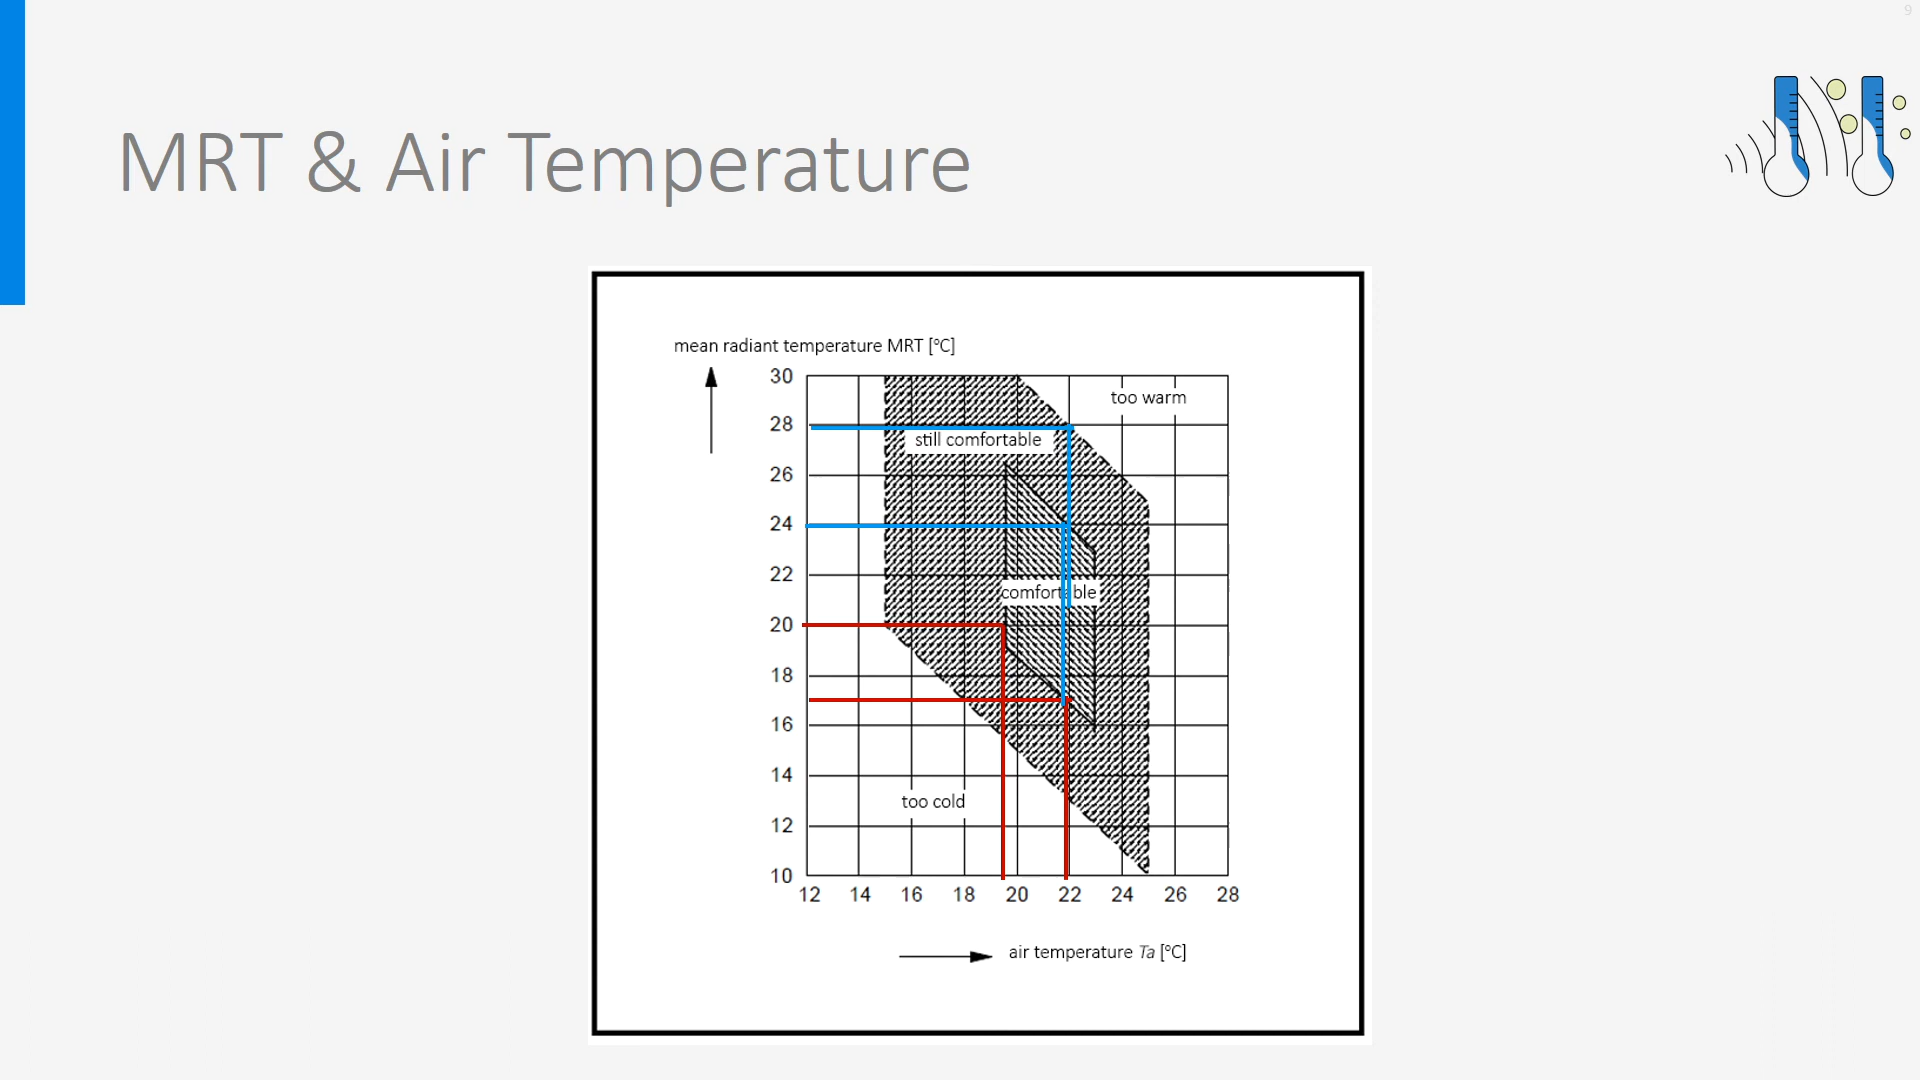 9
MRT & Air Temperature
mean radiant temperature MRT [°C]
30
too warm
28
still comfortable
26
24
22
comfortable
20
18
16
14
too cold
12
10
12 14 16 18 20 22 24 26 28
air temperature Ta [°C]